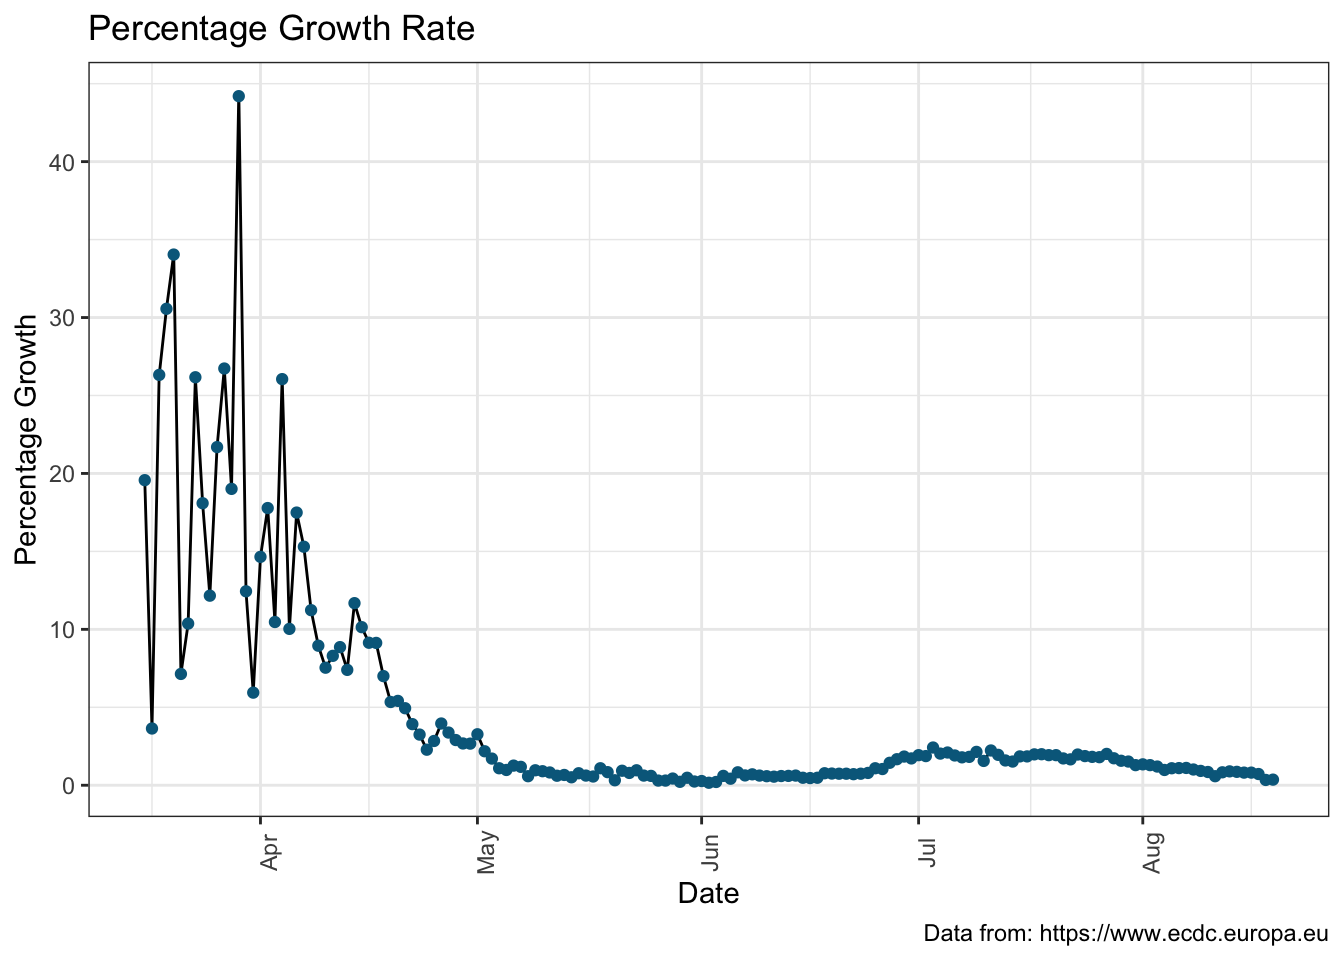 Percentage Growth Rate
Percentage Growth
40
30
20
10
0
Apr
May
Jun
Jul
Aug
Date
Data from: https://www.ecdc.europa.eu